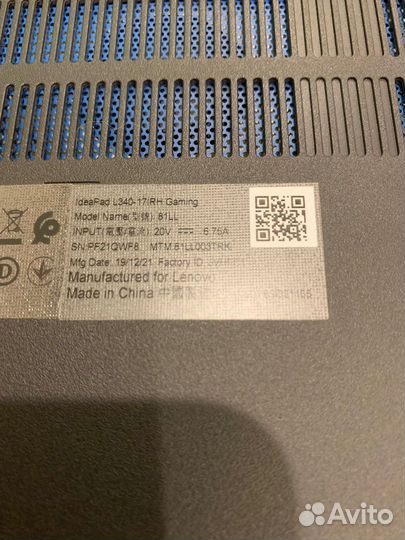 IdeaPad L340-17IRH Gaming
Model Name(型號): 81LL
INPUT(電壓/電流): 20V ⎓ 6.75A
SN:PF21QWF8 MTM:81LL003TRK
Mfg Date: 19/12/21 Factory ID:
Manufactured for Lenovo
Made in China 中國製
Avito